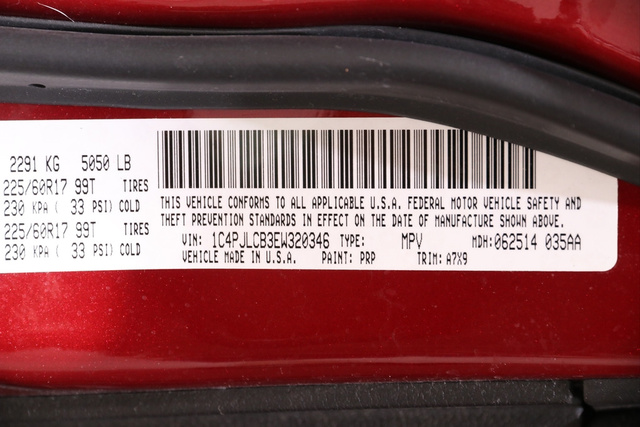 2291 KG 5050 LB
225/60R17 99T TIRES
230 KPA ( 33 PSI) COLD
225/60R17 99T TIRES
230 KPA ( 33 PSI) COLD
THIS VEHICLE CONFORMS TO ALL APPLICABLE U.S.A. FEDERAL MOTOR VEHICLE SAFETY AND
THEFT PREVENTION STANDARDS IN EFFECT ON THE DATE OF MANUFACTURE SHOWN ABOVE.
VIN: 1C4PJLCB3EW320346 TYPE: MPV MDH:062514 035AA
VEHICLE MADE IN U.S.A. PAINT: PRP TRIM: A7X9